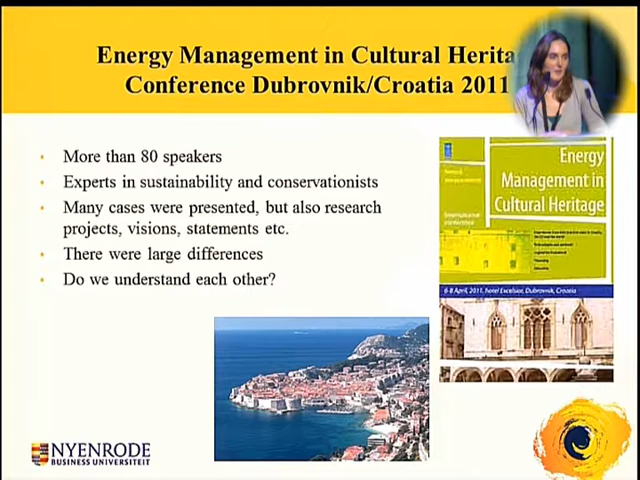 Energy Management in Cultural Herita
Conference Dubrovnik/Croatia 2011
• More than 80 speakers
• Experts in sustainability and conservationists
• Many cases were presented, but also research
projects, visions, statements etc.
• There were large differences
• Do we understand each other?
Energy
Management in
Cultural Heritage
6-8 April, 2011, hotel Excelsior, Dubrovnik, Croatia
NYENRODE
BUSINESS UNIVERSITEIT